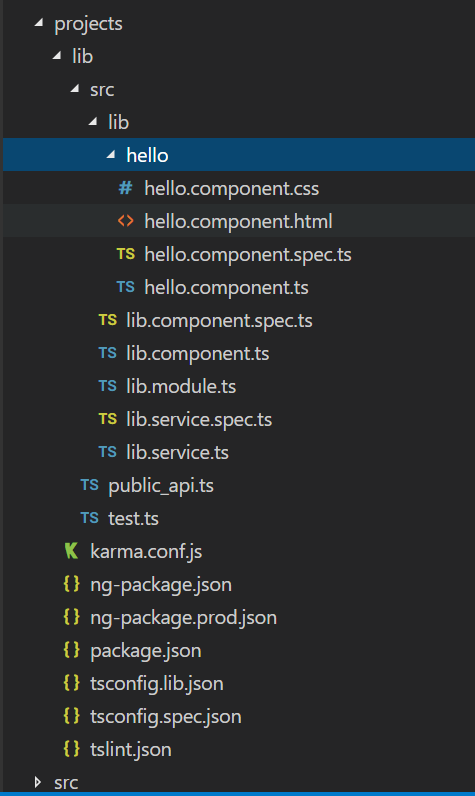 projects
lib
src
lib
hello
# hello.component.css
<> hello.component.html
TS hello.component.spec.ts
TS hello.component.ts
TS lib.component.spec.ts
TS lib.component.ts
TS lib.module.ts
TS lib.service.spec.ts
TS lib.service.ts
TS public_api.ts
TS test.ts
karma.conf.js
{} ng-package.json
{} ng-package.prod.json
{} package.json
{} tsconfig.lib.json
{} tsconfig.spec.json
{} tslint.json
src